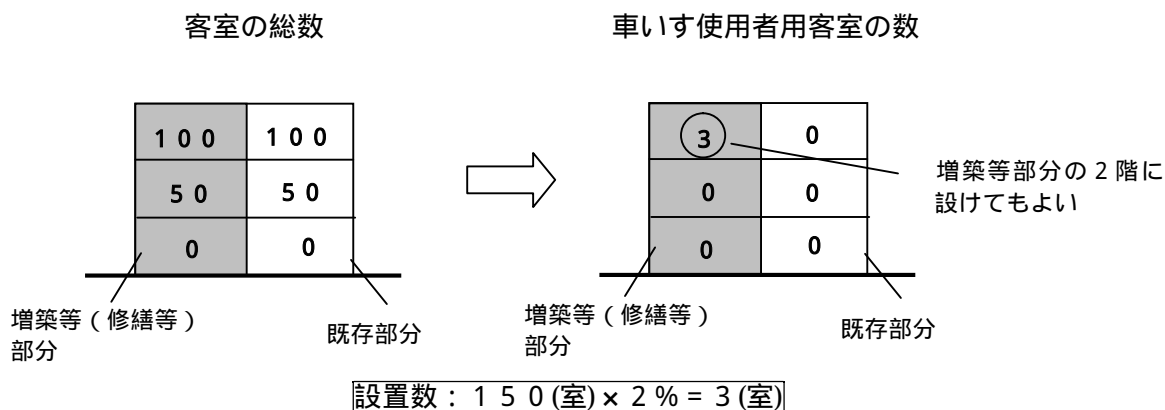 客室の総数
車いす使用者用客室の数
100 100
50 50
0 0
3 0
0 0
0 0
増築等部分の2階に
設けてもよい
増築等(修繕等)
部分
既存部分
増築等(修繕等)
部分
既存部分
設置数:150(室)×2%=3(室)